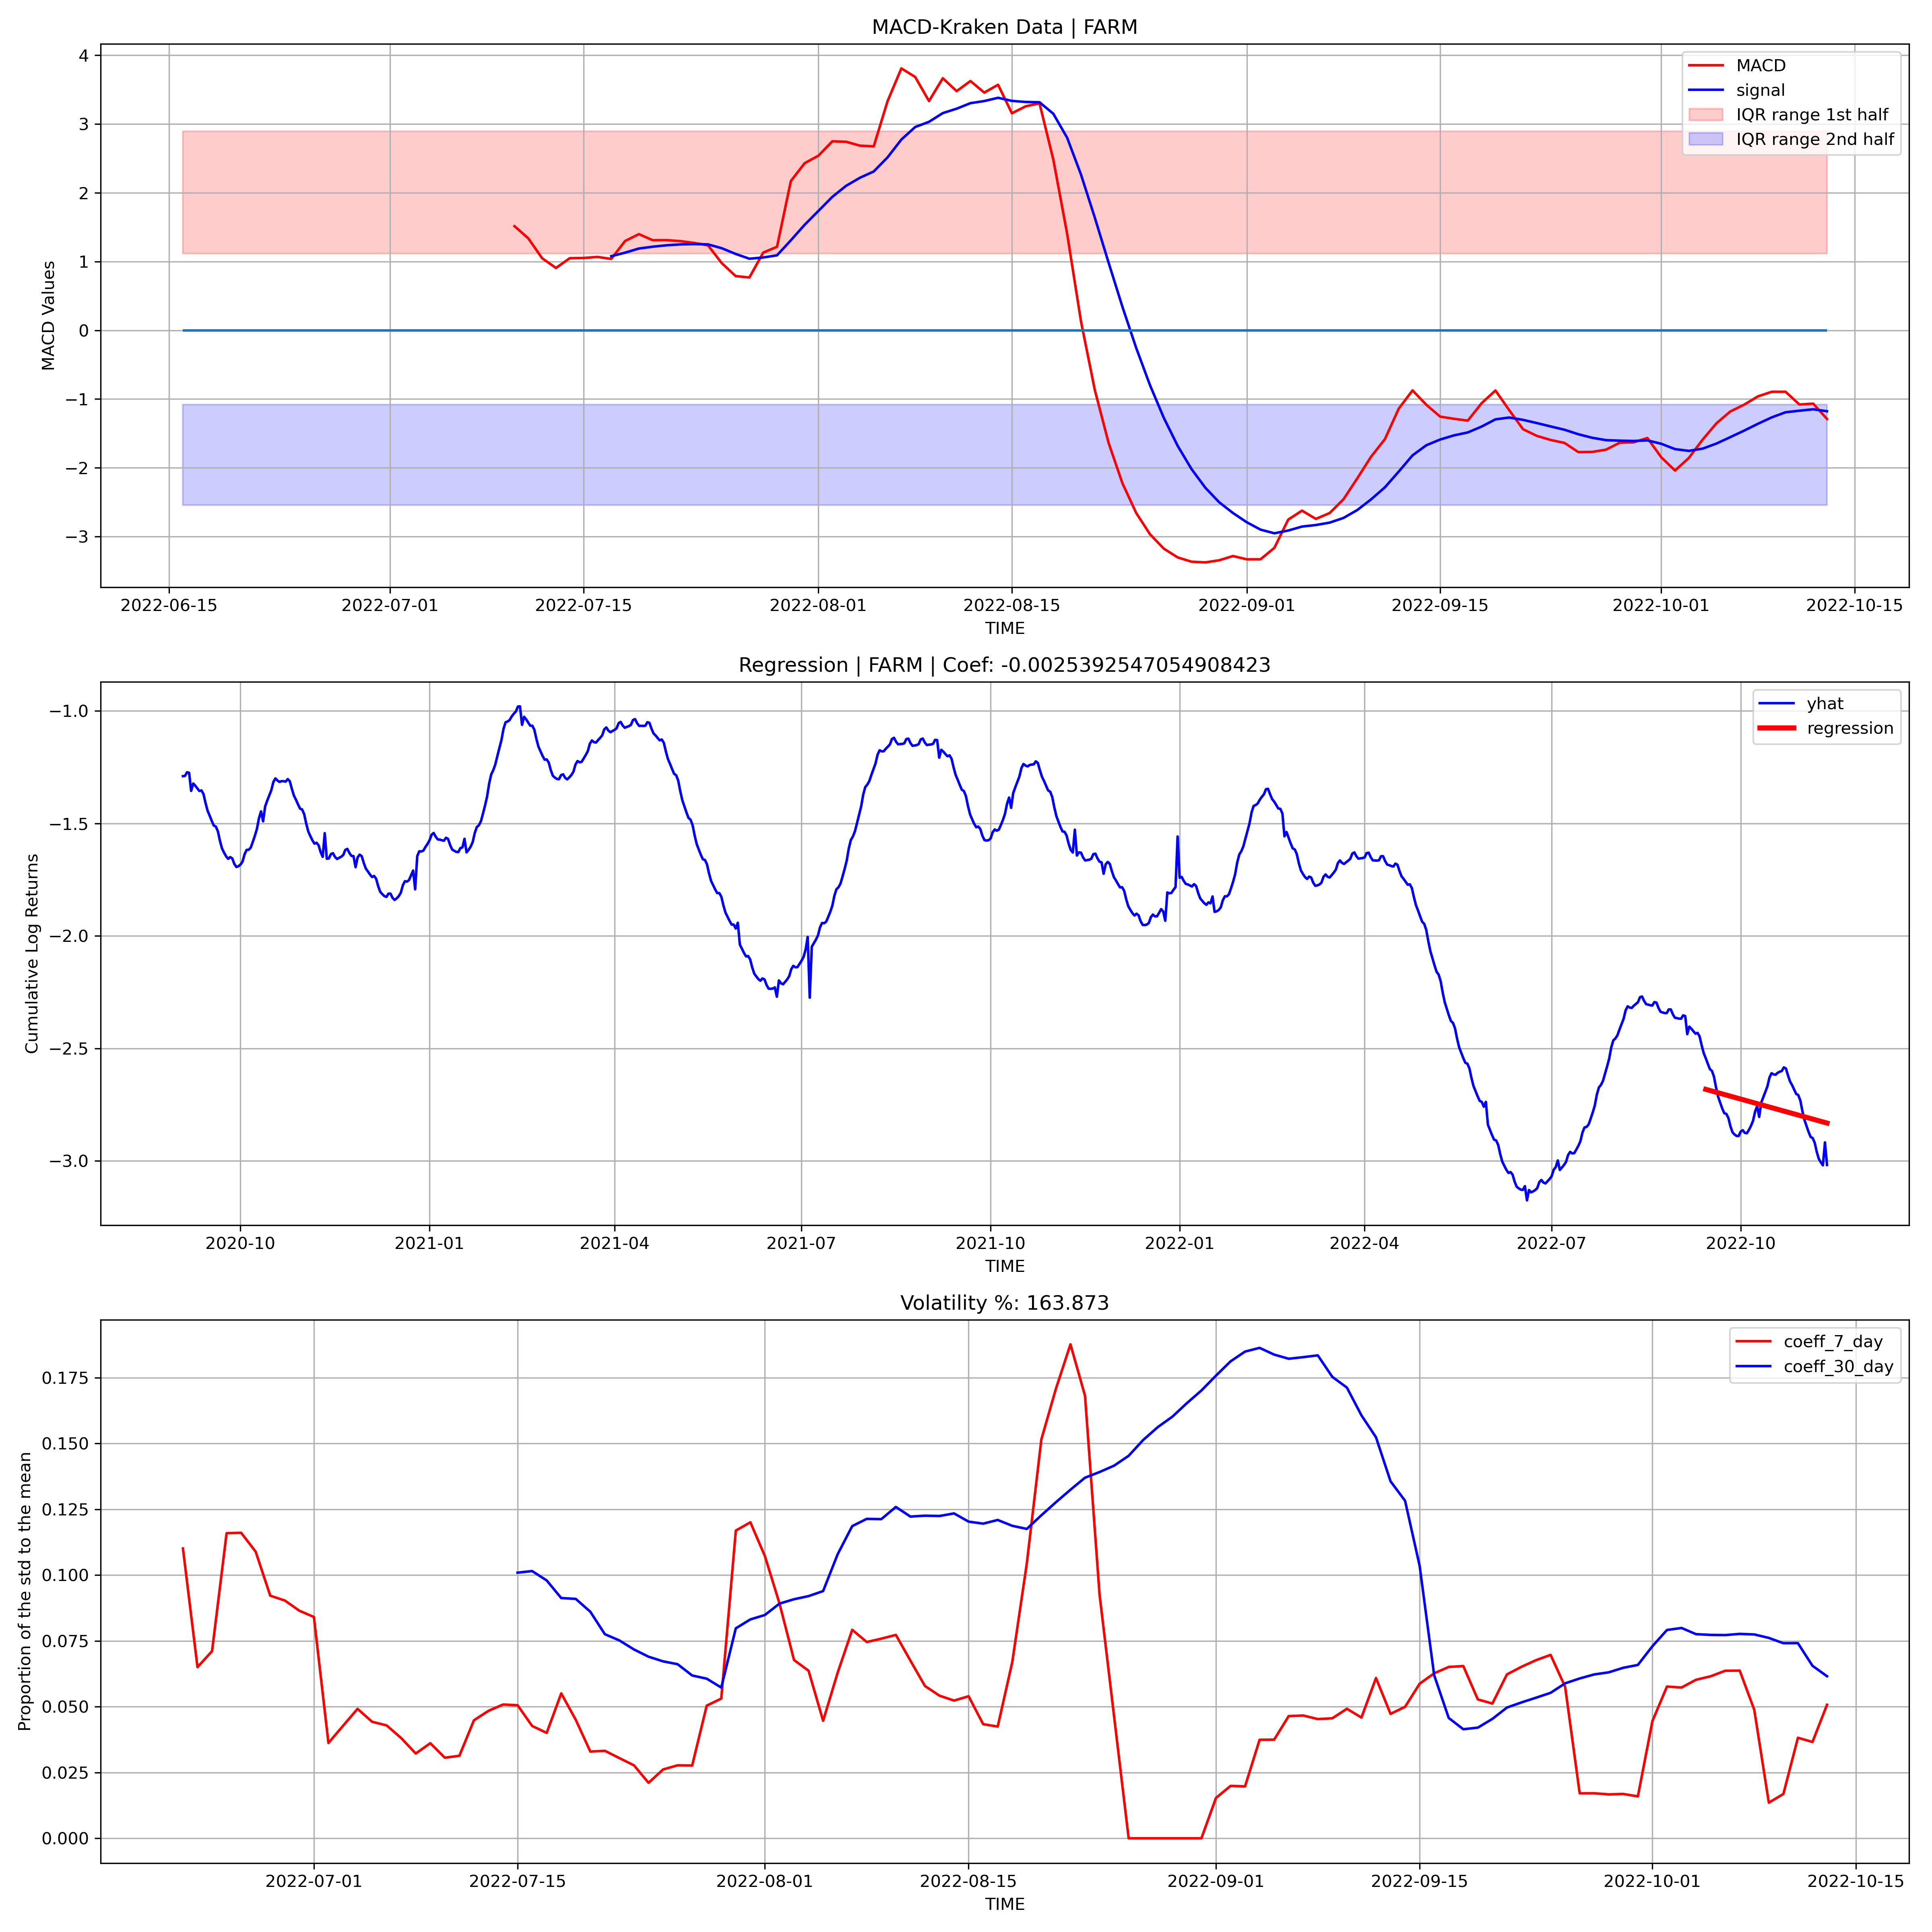 MACD-Kraken Data | FARM
MACD Values
4
3
2
1
0
−1
−2
−3
MACD
signal
IQR range 1st half
IQR range 2nd half
2022-06-15 2022-07-01 2022-07-15 2022-08-01 2022-08-15 2022-09-01 2022-09-15 2022-10-01 2022-10-15
TIME
Regression | FARM | Coef: -0.0025392547054908423
Cumulative Log Returns
−1.0
−1.5
−2.0
−2.5
−3.0
yhat
regression
2020-10 2021-01 2021-04 2021-07 2021-10 2022-01 2022-04 2022-07 2022-10
TIME
Volatility %: 163.873
Proportion of the std to the mean
0.175
0.150
0.125
0.100
0.075
0.050
0.025
0.000
coeff_7_day
coeff_30_day
2022-07-01 2022-07-15 2022-08-01 2022-08-15 2022-09-01 2022-09-15 2022-10-01 2022-10-15
TIME